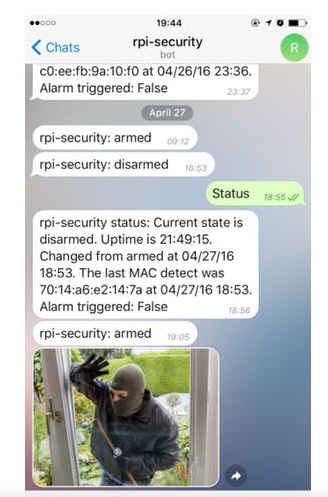 19:44
Chats
rpi-security
bot
R
c0:ee:fb:9a:10:f0 at 04/26/16 23:36.
Alarm triggered: False
23:37
April 27
rpi-security: armed 09:12
rpi-security: disarmed 18:53
Status 18:55
rpi-security status: Current state is
disarmed. Uptime is 21:49:15.
Changed from armed at 04/27/16
18:53. The last MAC detect was
70:14:a6:e2:14:7a at 04/27/16 18:53.
Alarm triggered: False 18:56
rpi-security: armed 19:05